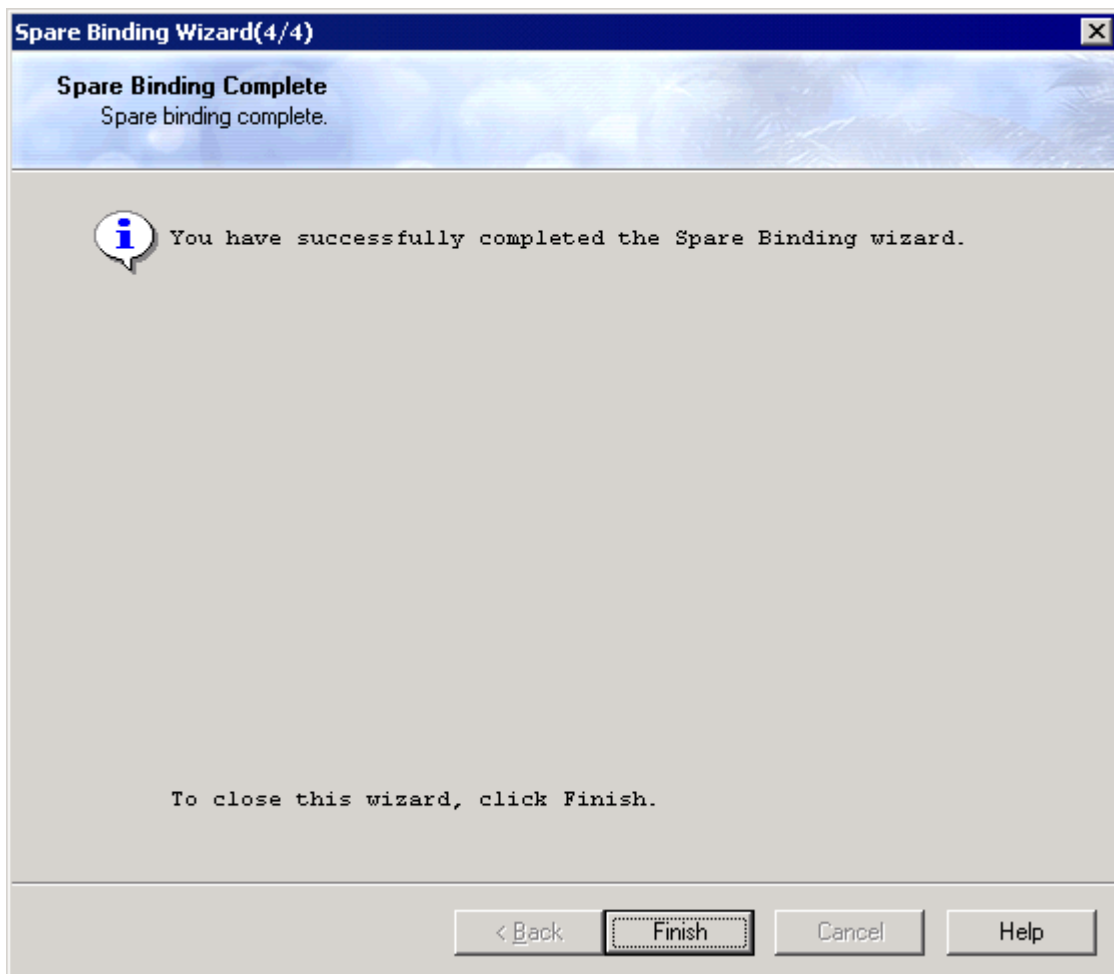 Spare Binding Wizard(4/4)
Spare Binding Complete
Spare binding complete.
You have successfully completed the Spare Binding wizard.
To close this wizard, click Finish.
< Back Finish Cancel Help